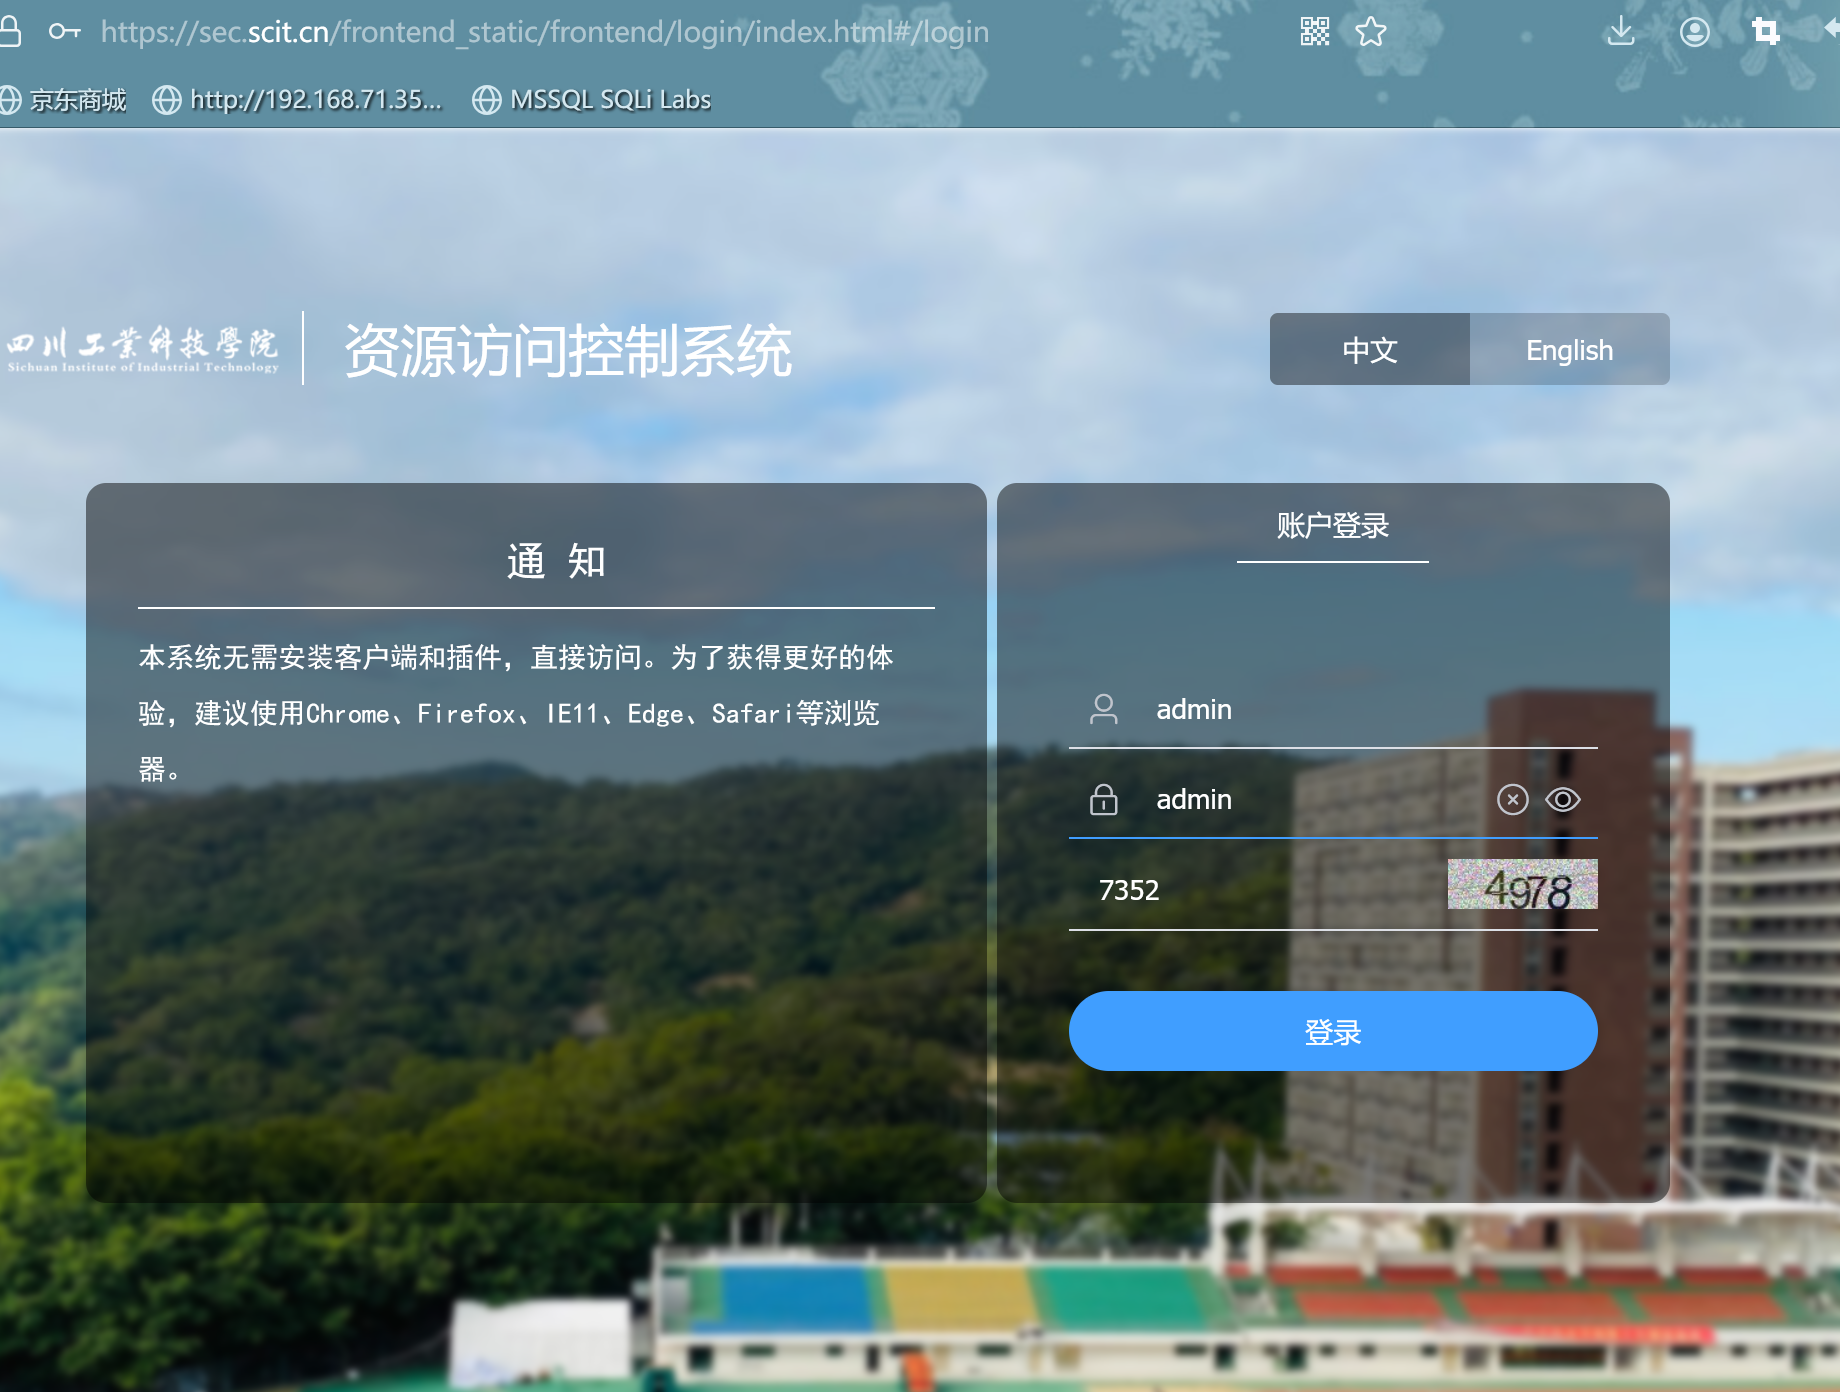 https://sec.scit.cn/frontend_static/frontend/login/index.html#/login
京东商城 http://192.168.71.35... MSSQL SQLi Labs
四川工業科技學院
Sichuan Institute of Industrial Technology
资源访问控制系统
中文 English
通 知
本系统无需安装客户端和插件，直接访问。为了获得更好的体
验，建议使用Chrome、Firefox、IE11、Edge、Safari等浏览
器。
账户登录
admin
admin
7352
4978
登录